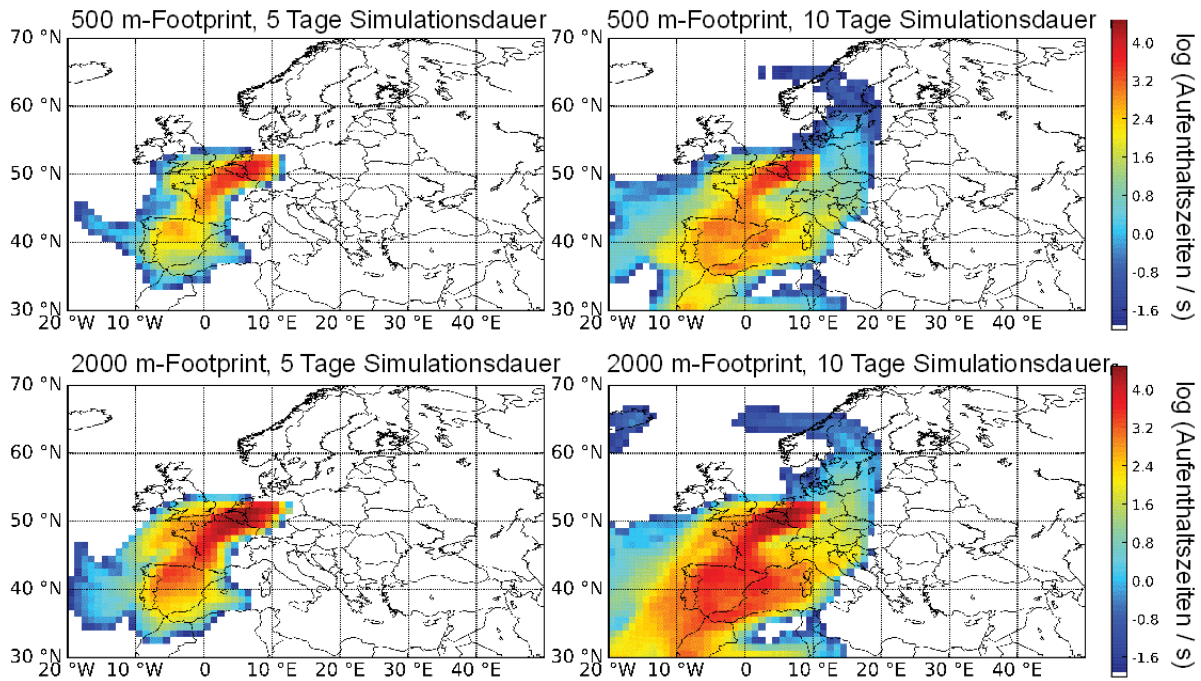 500 m-Footprint, 5 Tage Simulationsdauer
500 m-Footprint, 10 Tage Simulationsdauer
70 °N
60 °N
50 °N
40 °N
30 °N
20 °W 10 °W 0 10 °E 20 °E 30 °E 40 °E
70 °N
60 °N
50 °N
40 °N
30 °N
20 °W 10 °W 0 10 °E 20 °E 30 °E 40 °E
4.0
3.2
2.4
1.6
0.8
0.0
-0.8
-1.6
log (Aufenthaltszeiten / s)
2000 m-Footprint, 5 Tage Simulationsdauer
2000 m-Footprint, 10 Tage Simulationsdauer
70 °N
60 °N
50 °N
40 °N
30 °N
20 °W 10 °W 0 10 °E 20 °E 30 °E 40 °E
70 °N
60 °N
50 °N
40 °N
30 °N
20 °W 10 °W 0 10 °E 20 °E 30 °E 40 °E
4.0
3.2
2.4
1.6
0.8
0.0
-0.8
-1.6
log (Aufenthaltszeiten / s)